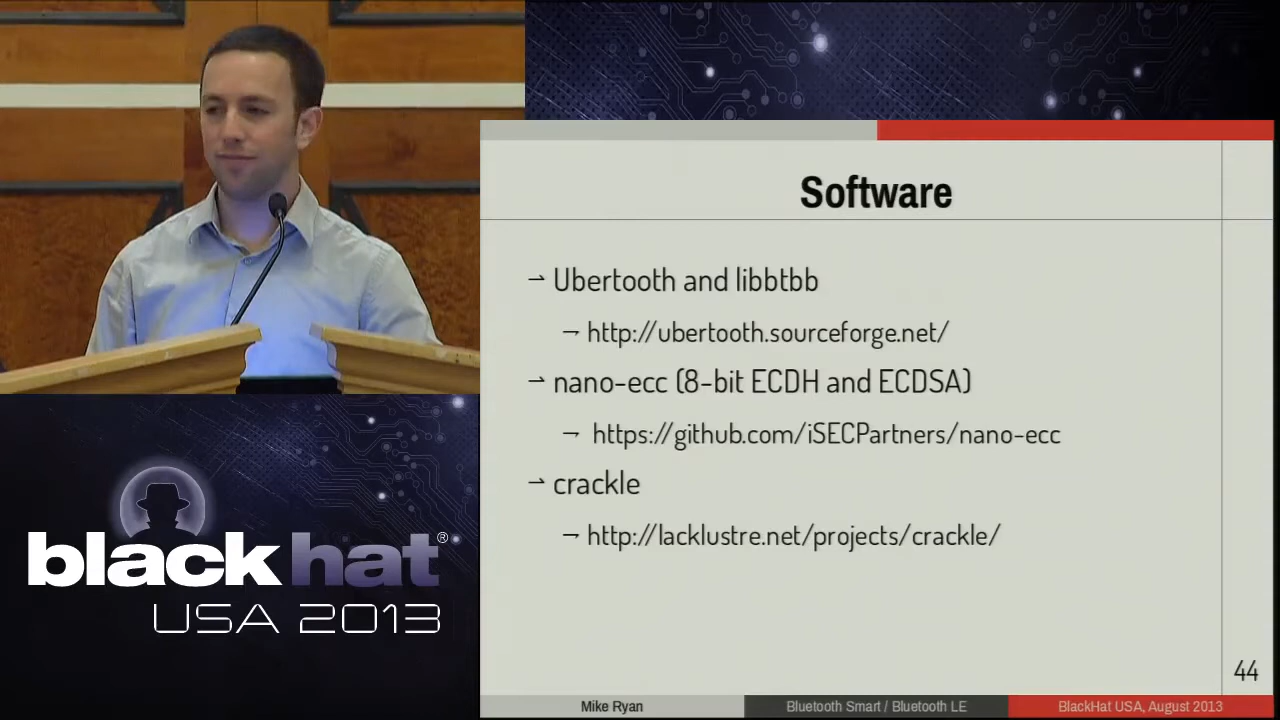 Software
→ Ubertooth and libbtbb
→ http://ubertooth.sourceforge.net/
→ nano-ecc (8-bit ECDH and ECDSA)
→ https://github.com/iSECPartners/nano-ecc
→ crackle
→ http://lacklustre.net/projects/crackle/
44
Mike Ryan
Bluetooth Smart / Bluetooth LE
BlackHat USA, August 2013
black hat®
USA 2013